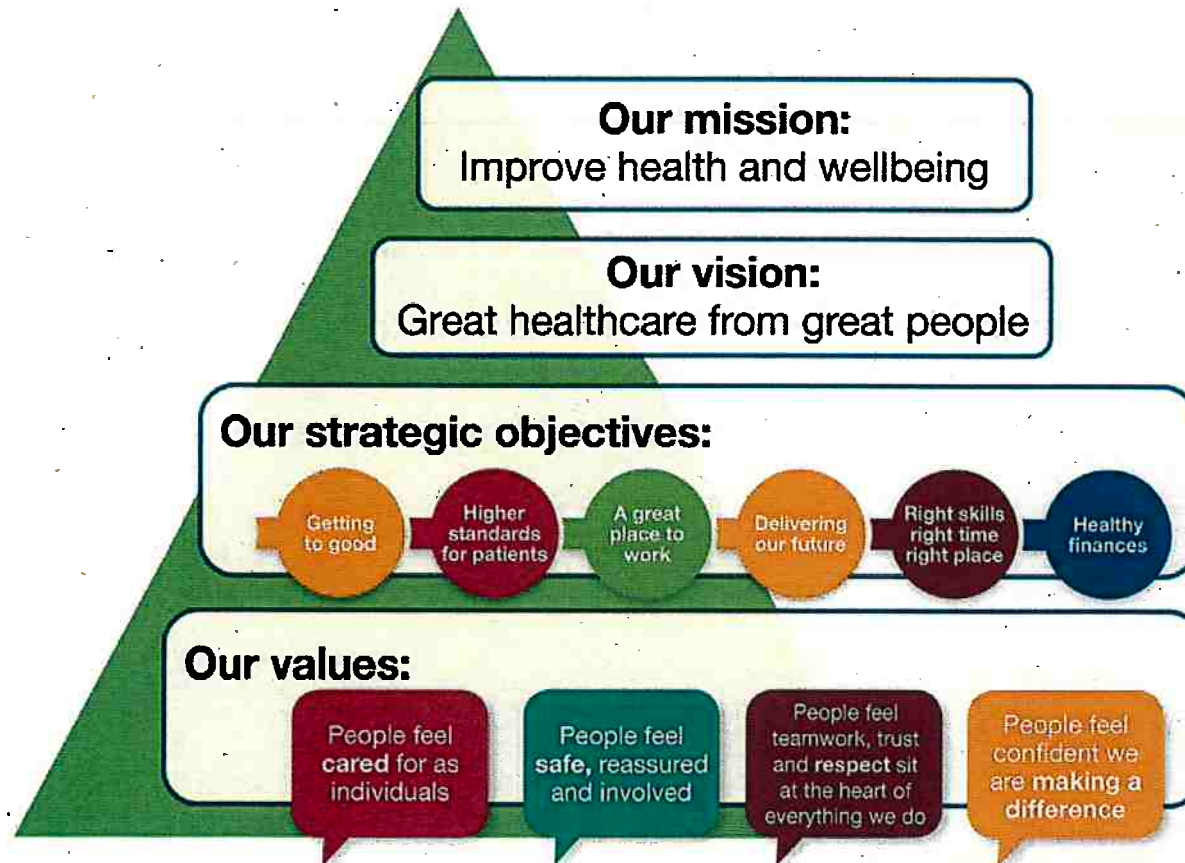 Our mission:
Improve health and wellbeing
Our vision:
Great healthcare from great people
Our strategic objectives:
Getting
to good
Higher
standards
for patients
A great
place to
work
Delivering
our future
Right skills
right time
right place
Healthy
finances
Our values:
People feel
cared for as
individuals
People feel
safe, reassured
and involved
People feel
teamwork, trust
and respect sit
at the heart of
everything we do
People feel
confident we
are making a
difference